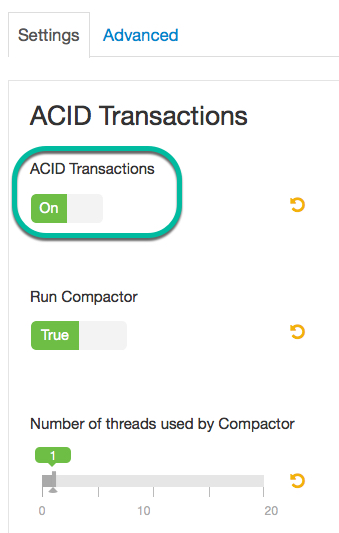 Settings Advanced
ACID Transactions
ACID Transactions
On
Run Compactor
True
Number of threads used by Compactor
1
0 10 20